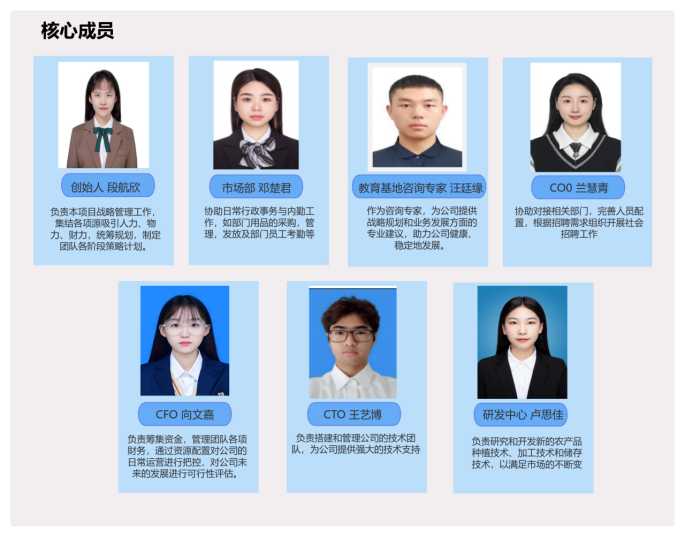 核心成员
创始人 段航欣
负责本项目战略管理工作，
集结各项源吸引人力、物
力、财力，统筹规划，制定
团队各阶段策略计划。
市场部 邓楚君
协助日常行政事务与内勤工
作，如部门用品的采购，管
理，发放及部门员工考勤等
教育基地咨询专家 汪廷缘
作为咨询专家，为公司提供
战略规划和业务发展方面的
专业建议，助力公司健康、
稳定地发展。
CO0 兰慧青
协助对接相关部门，完善人员配
置，根据招聘需求组织开展社会
招聘工作
CFO 向文嘉
负责筹集资金，管理团队各项
财务，通过资源配置对公司的
日常运营进行把控，对公司未
来的发展进行可行性评估。
CTO 王艺博
负责搭建和管理公司的技术团
队，为公司提供强大的技术支持
研发中心 卢思佳
负责研究和开发新的农产品
种植技术、加工技术和储存
技术，以满足市场的不断变